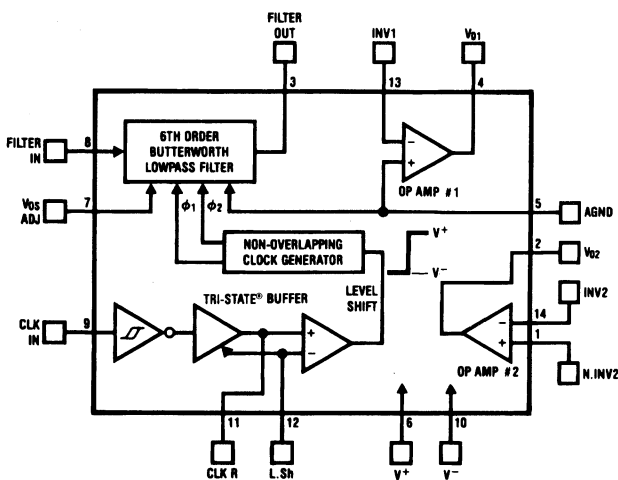 FILTER
OUT
INV1
VO1
3
13
4
FILTER
IN
8
6TH ORDER
BUTTERWORTH
LOWPASS FILTER
-
+
OP AMP #1
VOS
ADJ
7
ϕ1
ϕ2
5
AGND
NON-OVERLAPPING
CLOCK GENERATOR
V+
V−
2
VO2
LEVEL
SHIFT
INV2
TRI-STATE® BUFFER
CLK
IN
9
+
−
−
+
14
1
OP AMP #2
N.INV2
11
12
6
10
CLK R
L.Sh
V+
V−